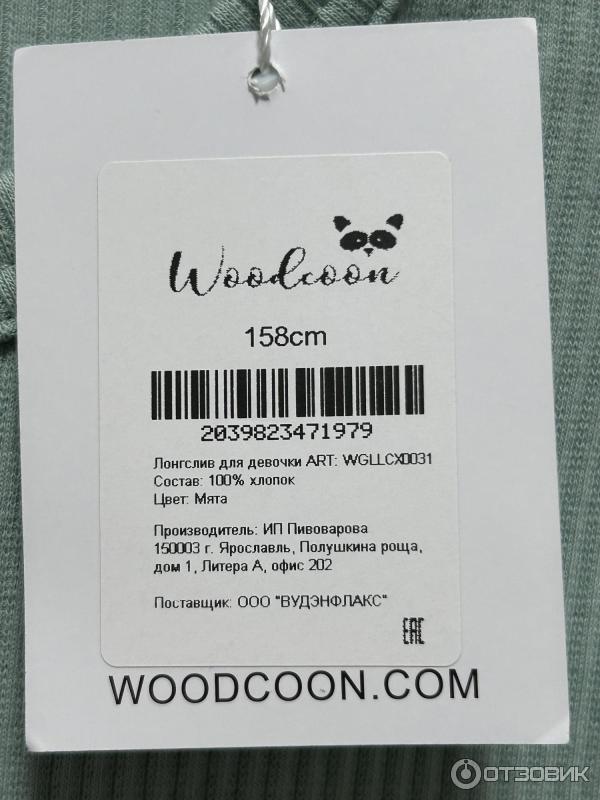 Woodcoon
158cm
2039823471979
Лонгслив для девочки ART: WGLLCX0031
Состав: 100% хлопок
Цвет: Мята
Производитель: ИП Пивоварова
150003 г. Ярославль, Полушкина роща,
дом 1, Литера А, офис 202
Поставщик: ООО "ВУДЭНФЛАКС"
EAC
WOODCOON.COM
ОТЗОВИК